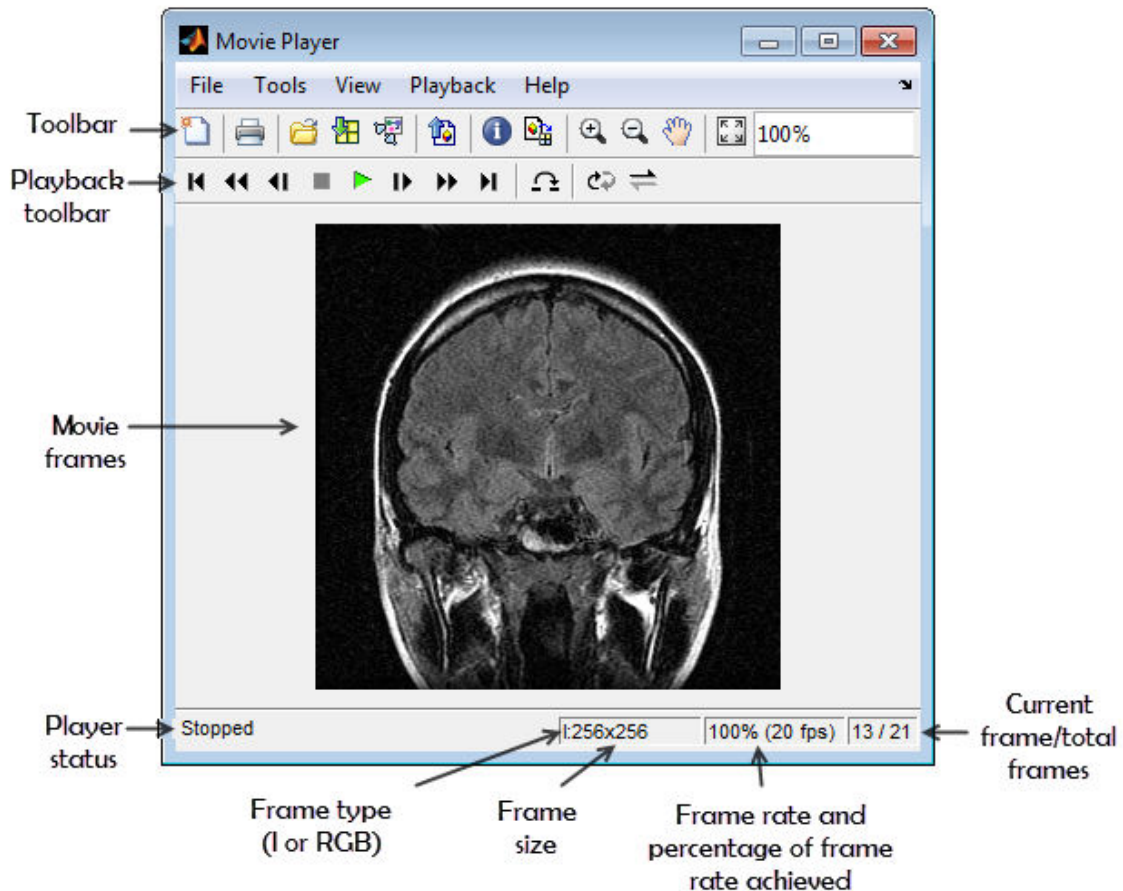 Movie Player
File Tools View Playback Help
Toolbar
100%
Playback
toolbar
Movie
frames
Player
status
Stopped
I:256x256
100% (20 fps)
13 / 21
Current
frame/total
frames
Frame type
(I or RGB)
Frame
size
Frame rate and
percentage of frame
rate achieved